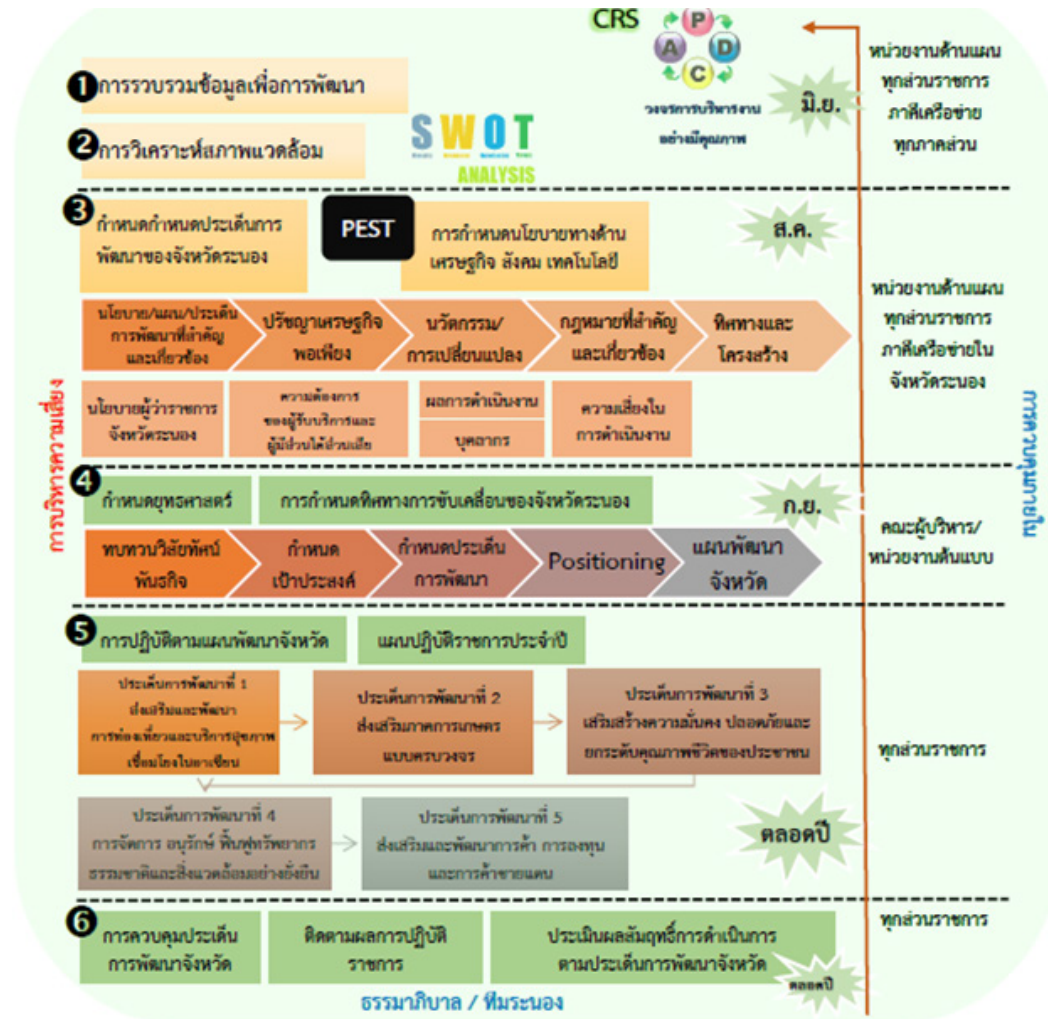 CRS
P
A
D
C
วงจรการบริหารงาน
อย่างมีคุณภาพ
มิ.ย.
หน่วยงานด้านแผน
ทุกส่วนราชการ
ภาคีเครือข่าย
ทุกภาคส่วน
1 การรวบรวมข้อมูลเพื่อการพัฒนา
2 การวิเคราะห์สภาพแวดล้อม
SWOT
ANALYSIS
3 กำหนดกำหนดประเด็นการ
พัฒนาของจังหวัดระนอง
PEST
การกำหนดนโยบายทางด้าน
เศรษฐกิจ สังคม เทคโนโลยี
ส.ค.
นโยบาย/แผน/ประเด็น
การพัฒนาที่สำคัญ
และเกี่ยวข้อง
ปรัชญาเศรษฐกิจ
พอเพียง
นวัตกรรม/
การเปลี่ยนแปลง
กฎหมายที่สำคัญ
และเกี่ยวข้อง
ทิศทางและ
โครงสร้าง
หน่วยงานด้านแผน
ทุกส่วนราชการ
ภาคีเครือข่ายใน
จังหวัดระนอง
นโยบายผู้ว่าราชการ
จังหวัดระนอง
ความต้องการ
ของผู้รับบริการและ
ผู้มีส่วนได้ส่วนเสีย
ผลการดำเนินงาน
บุคลากร
ความเสี่ยงใน
การดำเนินงาน
การบริหารความเสี่ยง
การควบคุมภายใน
4 กำหนดยุทธศาสตร์
การกำหนดทิศทางการขับเคลื่อนของจังหวัดระนอง
ก.ย.
ทบทวนวิสัยทัศน์
พันธกิจ
กำหนด
เป้าประสงค์
กำหนดประเด็น
การพัฒนา
Positioning
แผนพัฒนา
จังหวัด
คณะผู้บริหาร/
หน่วยงานต้นแบบ
5 การปฏิบัติตามแผนพัฒนาจังหวัด
แผนปฏิบัติราชการประจำปี
ประเด็นการพัฒนาที่ 1
ส่งเสริมและพัฒนา
การท่องเที่ยวและบริการสุขภาพ
เชื่อมโยงในอาเซียน
ประเด็นการพัฒนาที่ 2
ส่งเสริมภาคการเกษตร
แบบครบวงจร
ประเด็นการพัฒนาที่ 3
เสริมสร้างความมั่นคง ปลอดภัยและ
ยกระดับคุณภาพชีวิตของประชาชน
ทุกส่วนราชการ
ประเด็นการพัฒนาที่ 4
การจัดการ อนุรักษ์ ฟื้นฟูทรัพยากร
ธรรมชาติและสิ่งแวดล้อมอย่างยั่งยืน
ประเด็นการพัฒนาที่ 5
ส่งเสริมและพัฒนาการค้า การลงทุน
และการค้าชายแดน
ตลอดปี
6 การควบคุมประเด็น
การพัฒนาจังหวัด
ติดตามผลการปฏิบัติ
ราชการ
ประเมินผลสัมฤทธิ์การดำเนินการ
ตามประเด็นการพัฒนาจังหวัด
ตลอดปี
ทุกส่วนราชการ
ธรรมาภิบาล / ทีมระนอง